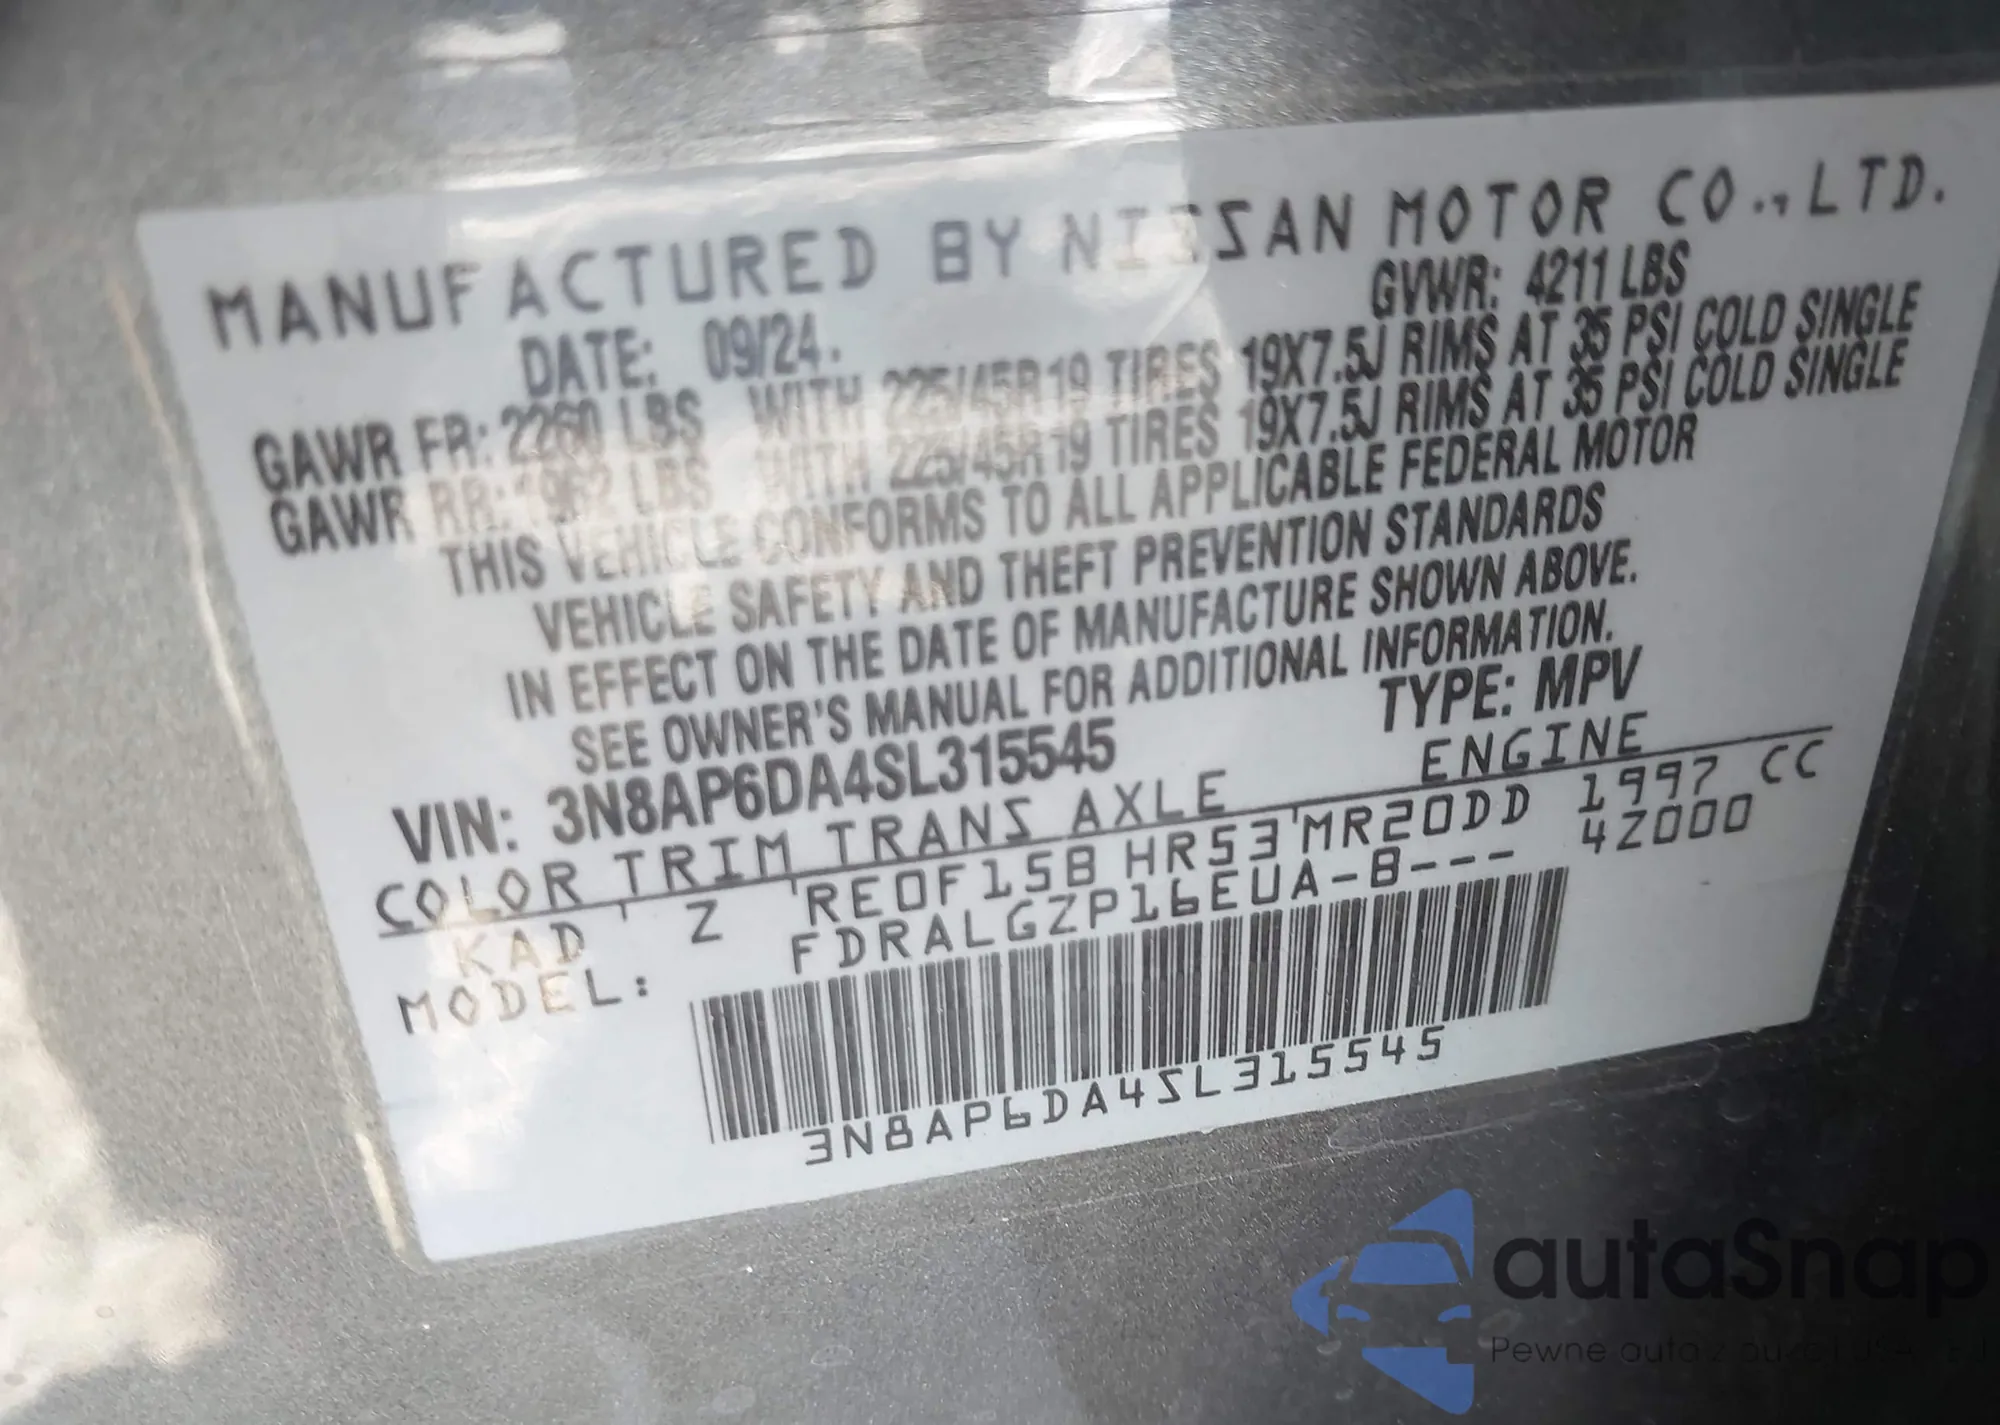 MANUFACTURED BY NISSAN MOTOR CO.,LTD.
DATE: 09/24. GVWR: 4211 LBS
GAWR FR: 2260 LBS WITH 225/45R19 TIRES 19X7.5J RIMS AT 35 PSI COLD SINGLE
GAWR RR: 1962 LBS WITH 225/45R19 TIRES 19X7.5J RIMS AT 35 PSI COLD SINGLE
THIS VEHICLE CONFORMS TO ALL APPLICABLE FEDERAL MOTOR
VEHICLE SAFETY AND THEFT PREVENTION STANDARDS
IN EFFECT ON THE DATE OF MANUFACTURE SHOWN ABOVE.
SEE OWNER'S MANUAL FOR ADDITIONAL INFORMATION.
VIN: 3N8AP6DA4SL315545 TYPE: MPV
COLOR TRIM TRANS AXLE ENGINE
KAD Z RE0F15B HR53 MR20DD 1997 CC
MODEL: FDRALGZP16EUA-B--- 4Z000
3N8AP6DA4SL315545
autaSnap
Pewne auto z